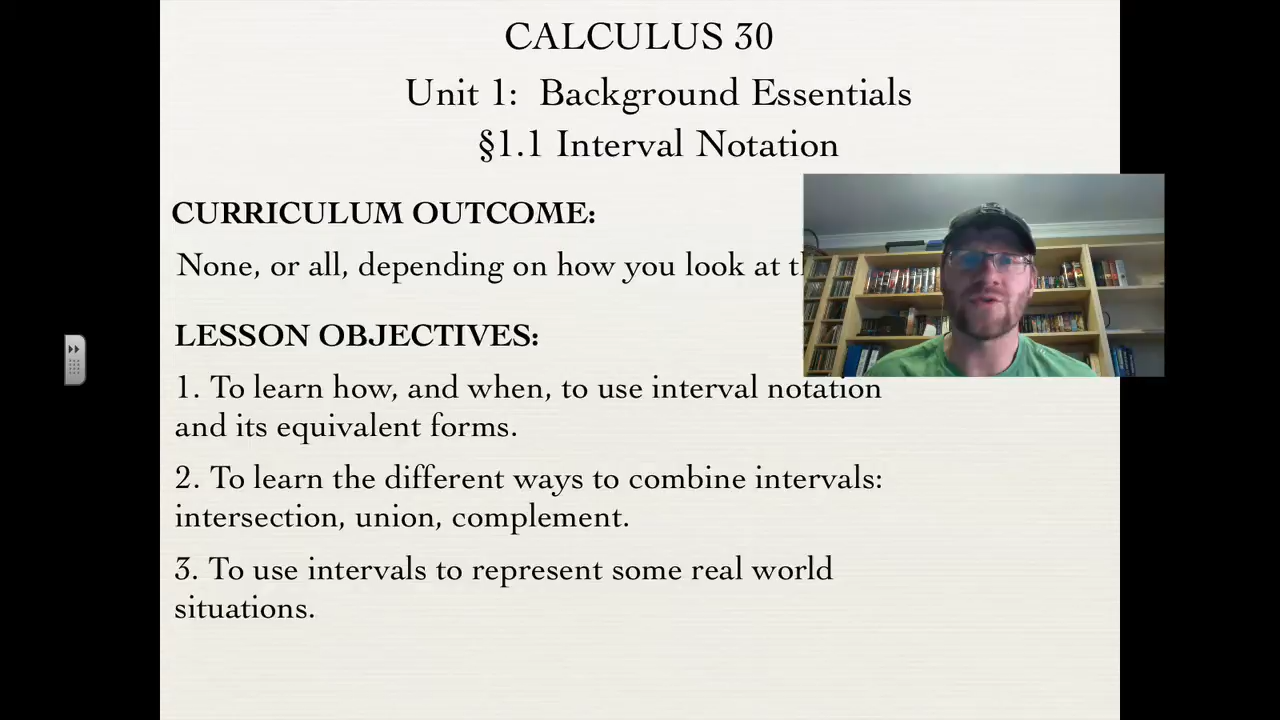 CALCULUS 30
Unit 1: Background Essentials
§1.1 Interval Notation
CURRICULUM OUTCOME:
None, or all, depending on how you look at
LESSON OBJECTIVES:
1. To learn how, and when, to use interval notation
and its equivalent forms.
2. To learn the different ways to combine intervals:
intersection, union, complement.
3. To use intervals to represent some real world
situations.